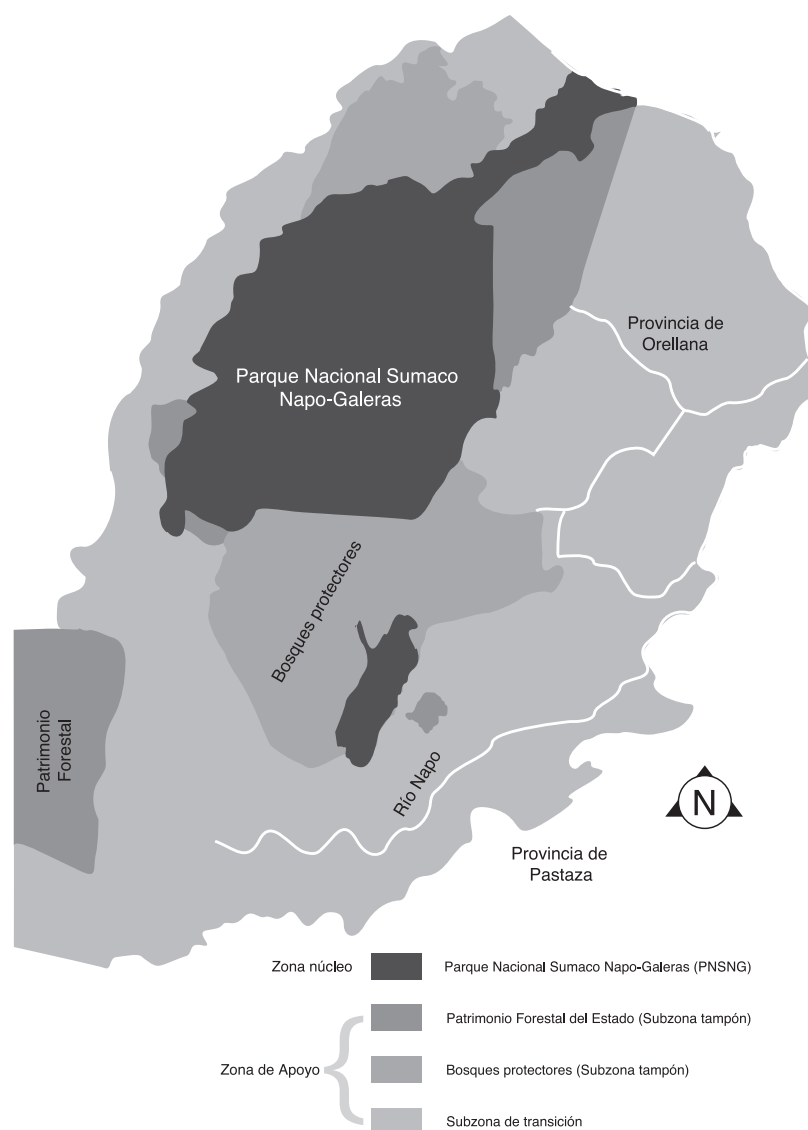 Provincia de
Orellana
Parque Nacional Sumaco
Napo-Galeras
Bosques protectores
Patrimonio
Forestal
Río Napo
N
Provincia de
Pastaza
Zona núcleo
Parque Nacional Sumaco Napo-Galeras (PNSNG)
Patrimonio Forestal del Estado (Subzona tampón)
Zona de Apoyo
Bosques protectores (Subzona tampón)
Subzona de transición